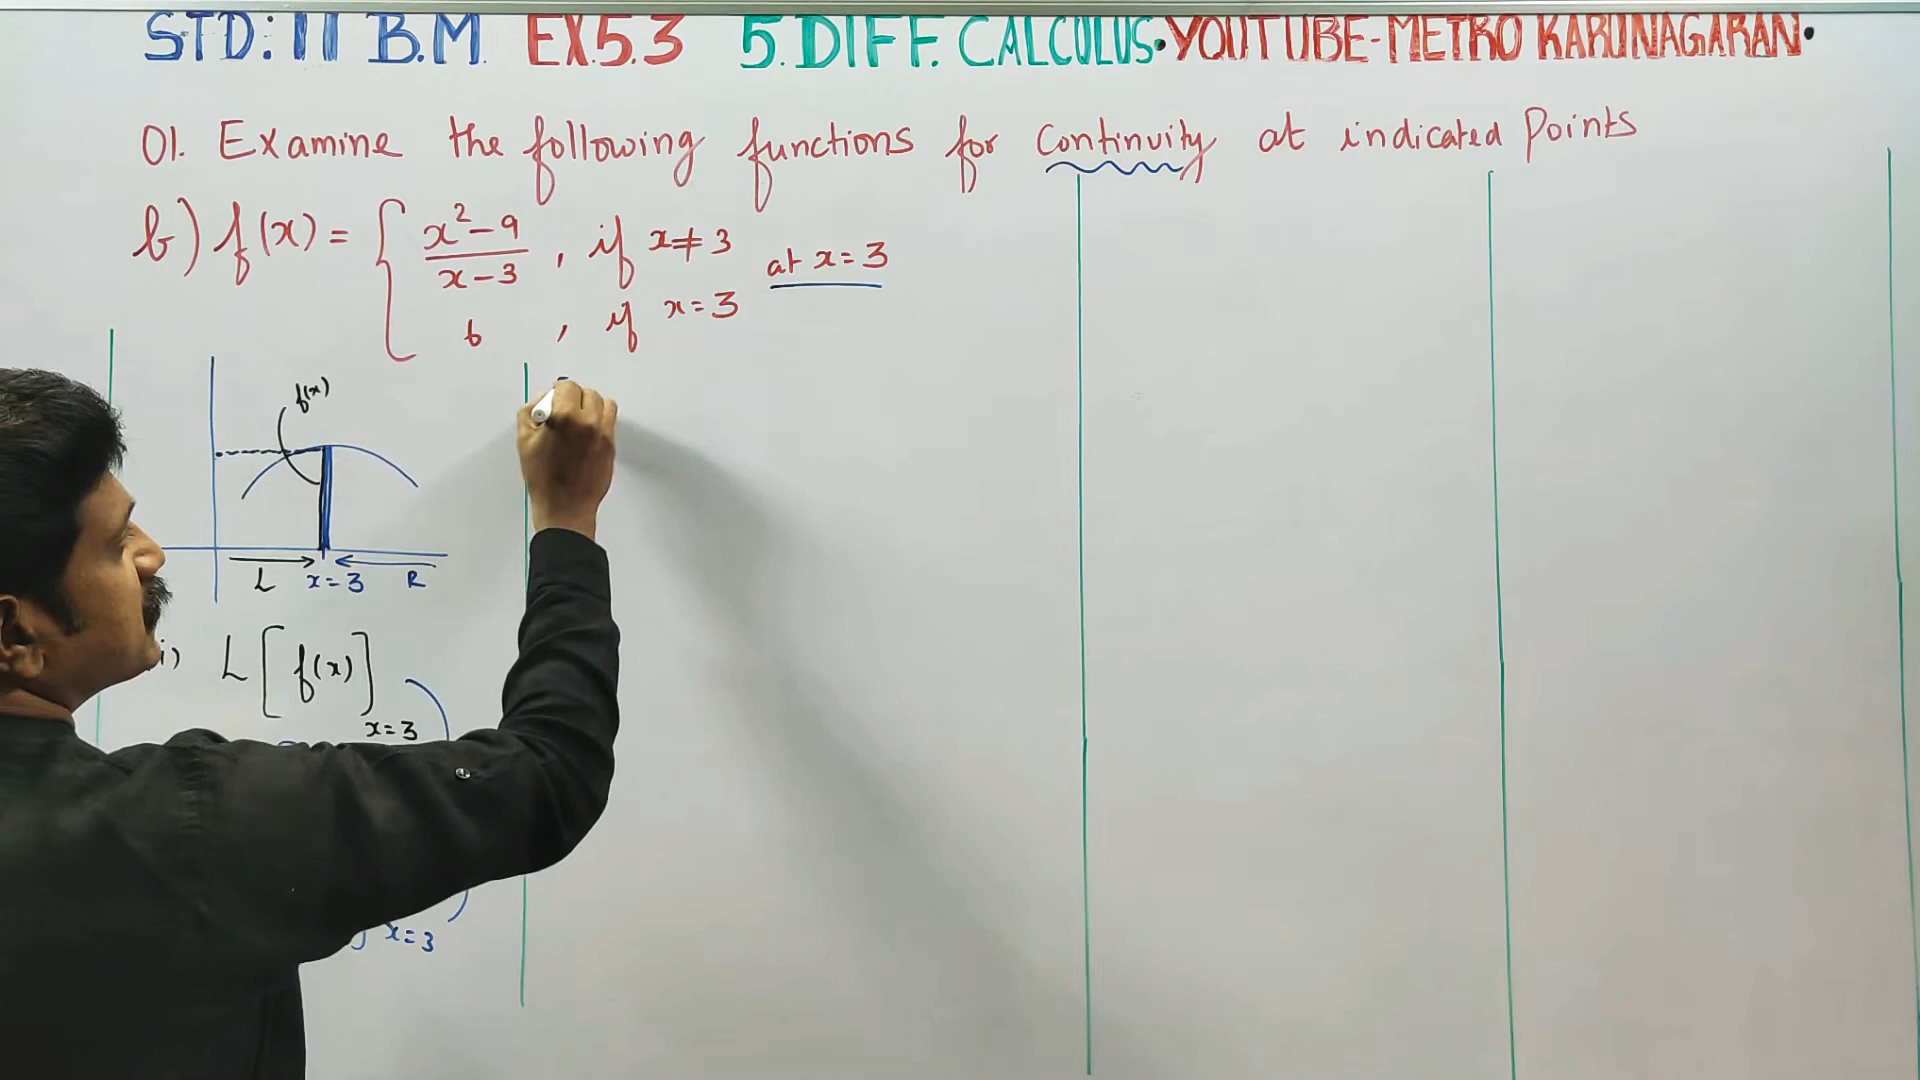 STD: 11 B.M. EX.5.3 5. DIFF. CALCULUS. YOUTUBE-METRO KARUNAGARAN.
01. Examine the following functions for Continuity at indicated Points
b) f(x) = { x²-9 / x-3 , if x≠3 at x=3
6 , if x=3
f(x)
L x=3 R
i) L[f(x)] x=3
x=3